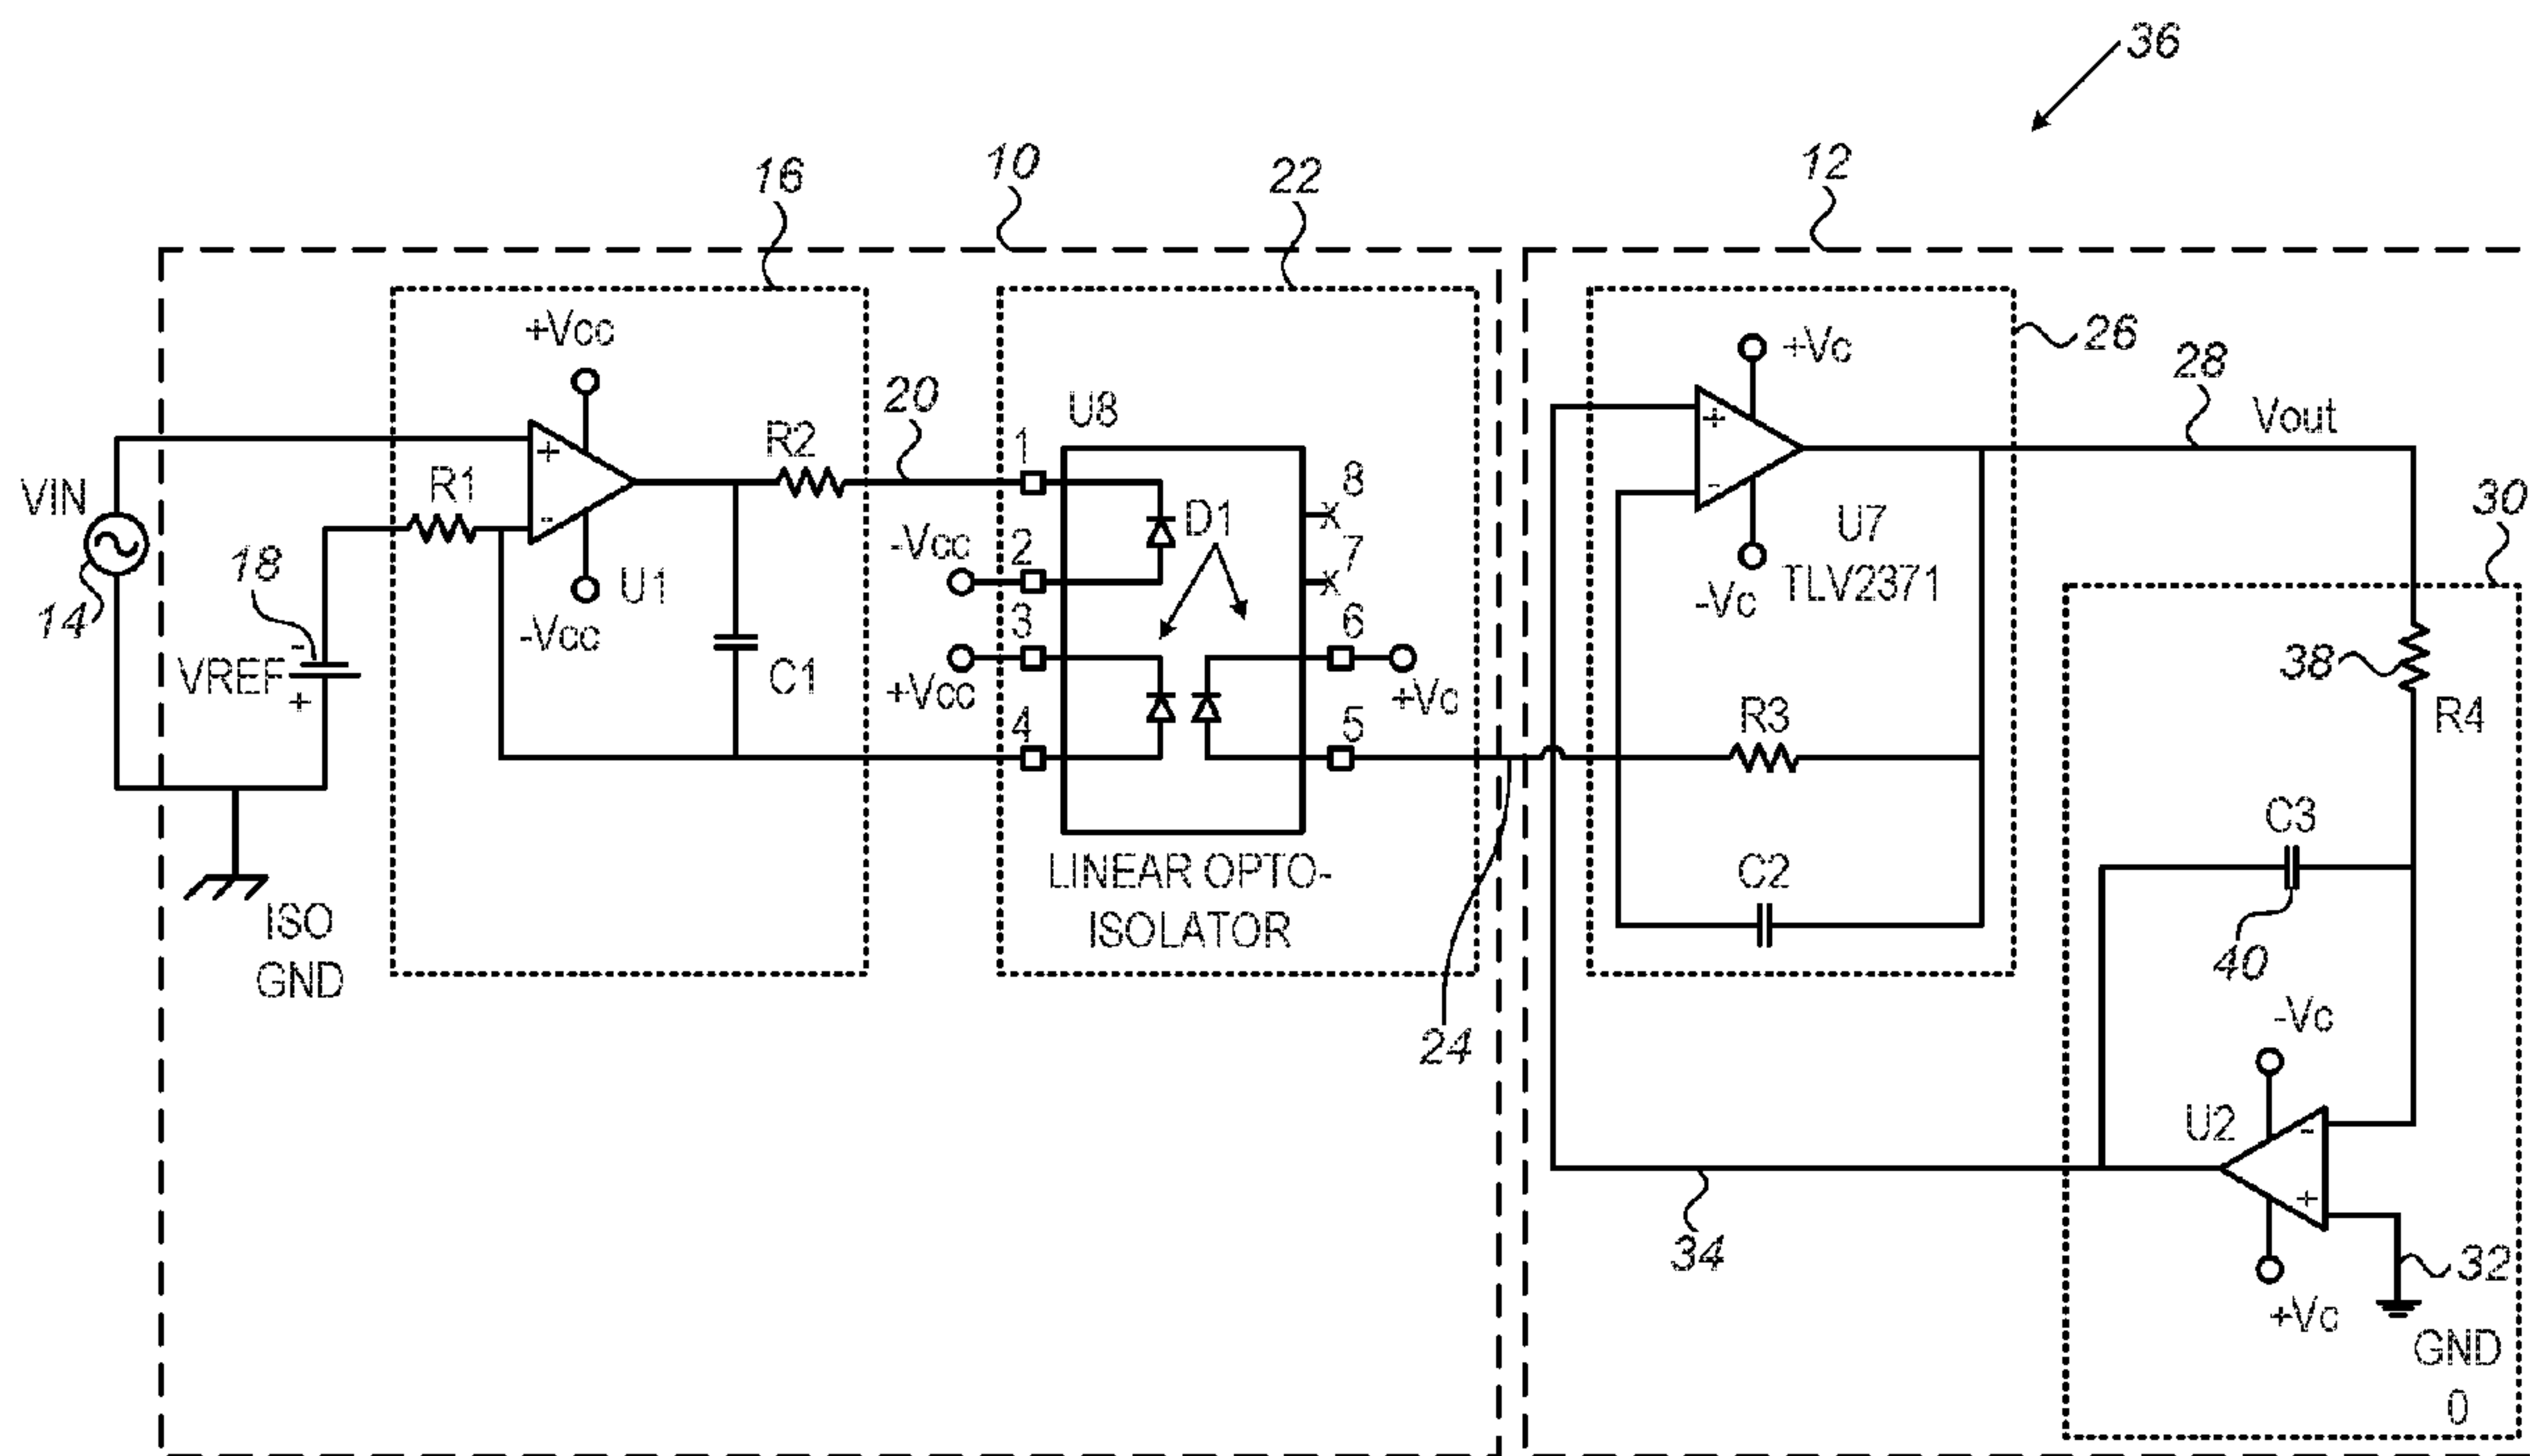 36
16
10
22
12
+Vcc
20
U8
+Vc
26
28
Vout
VIN
R1
+
-
R2
1
8
+
-
U7
TLV2371
-Vc
30
14
18
-
VREF
+
U1
-Vcc
C1
-Vcc
2
D1
7
3
+Vcc
6
+Vc
4
5
R3
38
R4
LINEAR OPTO-
ISOLATOR
C2
C3
40
ISO
GND
24
-Vc
U2
-
+
34
32
+Vc
GND
0